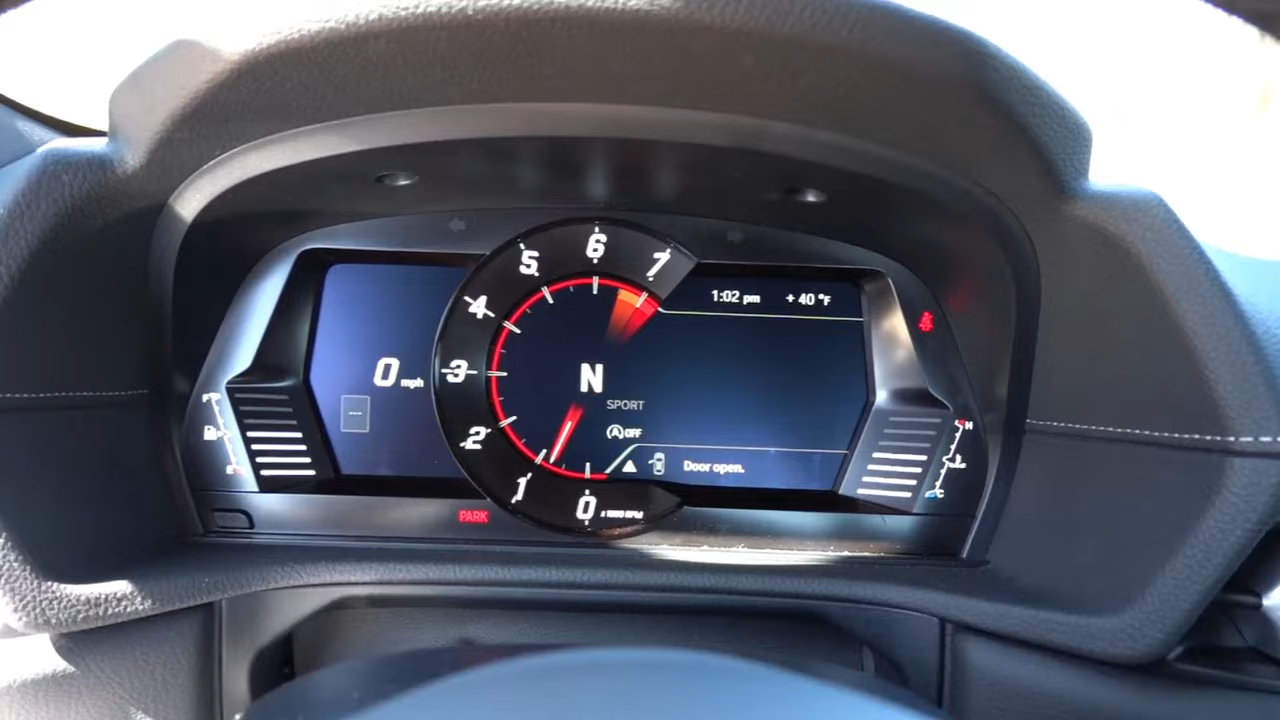 1:02 pm +40 °F
7
6
5
4
3
2
1
0 x 1000 RPM
0 mph
---
N
SPORT
A OFF
Door open.
PARK
F
E
H
C